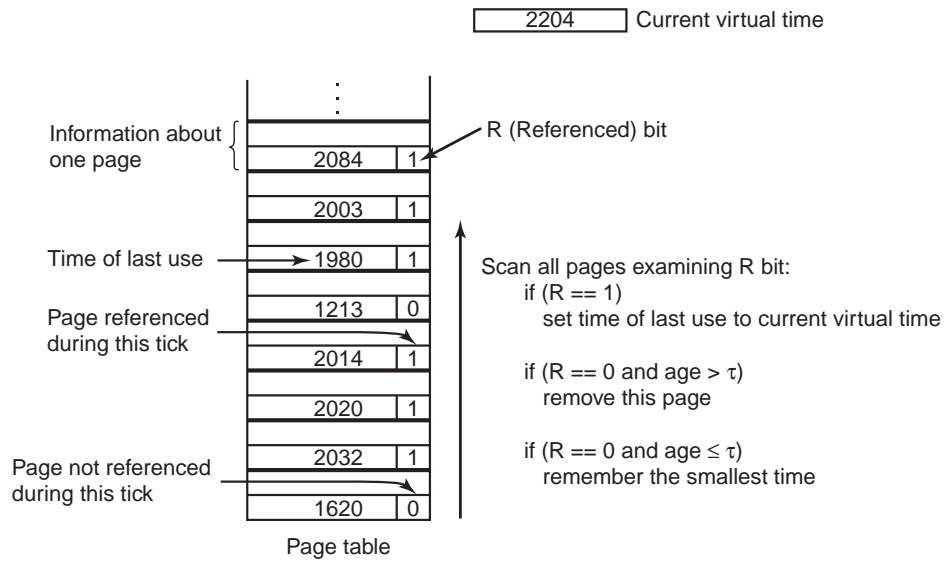 2204 Current virtual time
Information about
one page
R (Referenced) bit
2084 1
2003 1
Time of last use
1980 1
1213 0
Page referenced
during this tick
2014 1
2020 1
2032 1
Page not referenced
during this tick
1620 0
Page table
Scan all pages examining R bit:
if (R == 1)
set time of last use to current virtual time
if (R == 0 and age > τ)
remove this page
if (R == 0 and age ≤ τ)
remember the smallest time